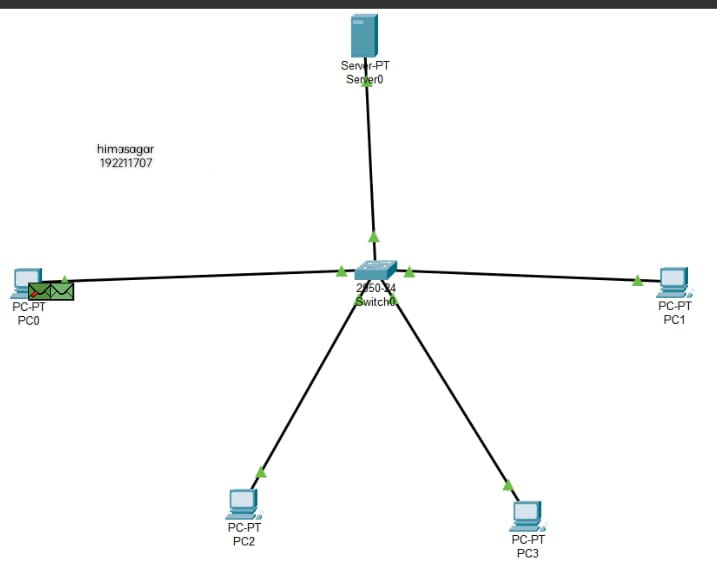 Server-PT
Server0
himasagar
192211707
2950-24
Switch0
PC-PT
PC0
PC-PT
PC1
PC-PT
PC2
PC-PT
PC3